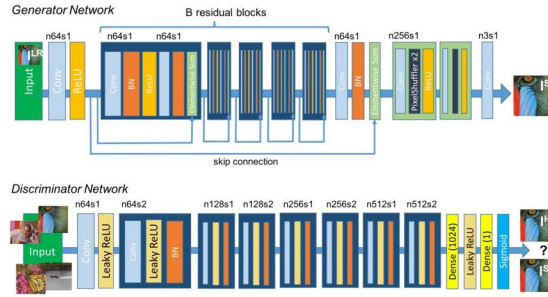 Generator Network
B residual blocks
n64s1 n64s1 n64s1 n64s1 n256s1 n3s1
LR
Input
Conv
ReLU
Conv
BN
ReLU
Conv
BN
Elementwise Sum
Conv
BN
Elementwise Sum
Conv
PixelShuffler x2
ReLU
Conv
skip connection
Discriminator Network
n64s1 n64s2 n128s1 n128s2 n256s1 n256s2 n512s1 n512s2
Input
Conv
Leaky ReLU
Conv
Leaky ReLU
BN
Dense (1024)
Leaky ReLU
Dense (1)
Sigmoid
?